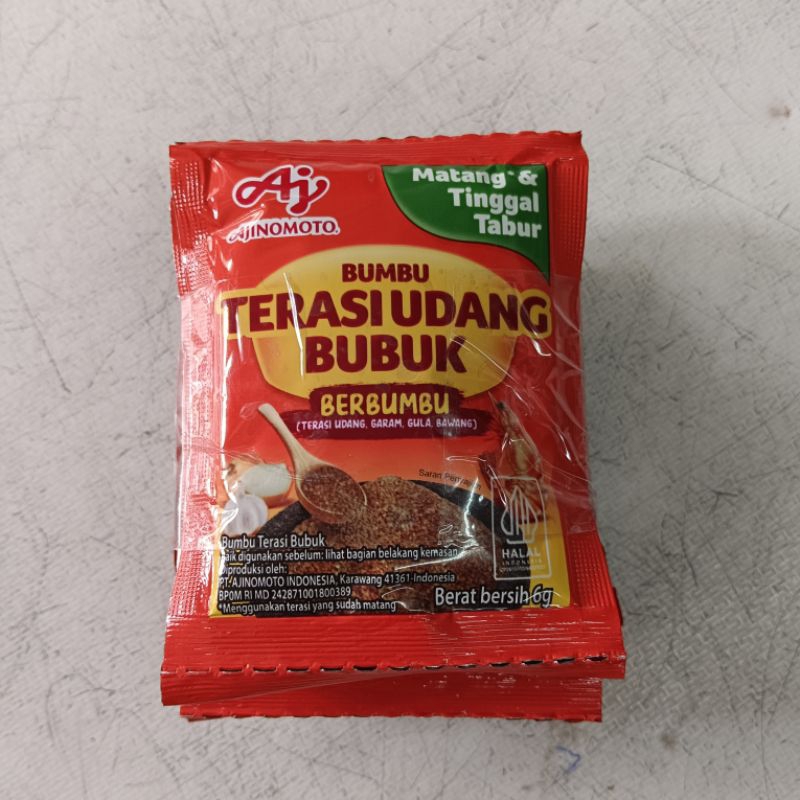 Aj
AJINOMOTO.
Matang* &
Tinggal
Tabur
BUMBU
TERASI UDANG
BUBUK
BERBUMBU
(TERASI UDANG, GARAM, GULA, BAWANG)
Saran Penyajian
Bumbu Terasi Bubuk
Baik digunakan sebelum: lihat bagian belakang kemasan
Diproduksi oleh:
PT. AJINOMOTO INDONESIA, Karawang 41361-Indonesia
BPOM RI MD 242871001800389
*Menggunakan terasi yang sudah matang
HALAL
INDONESIA
Berat bersih 6g